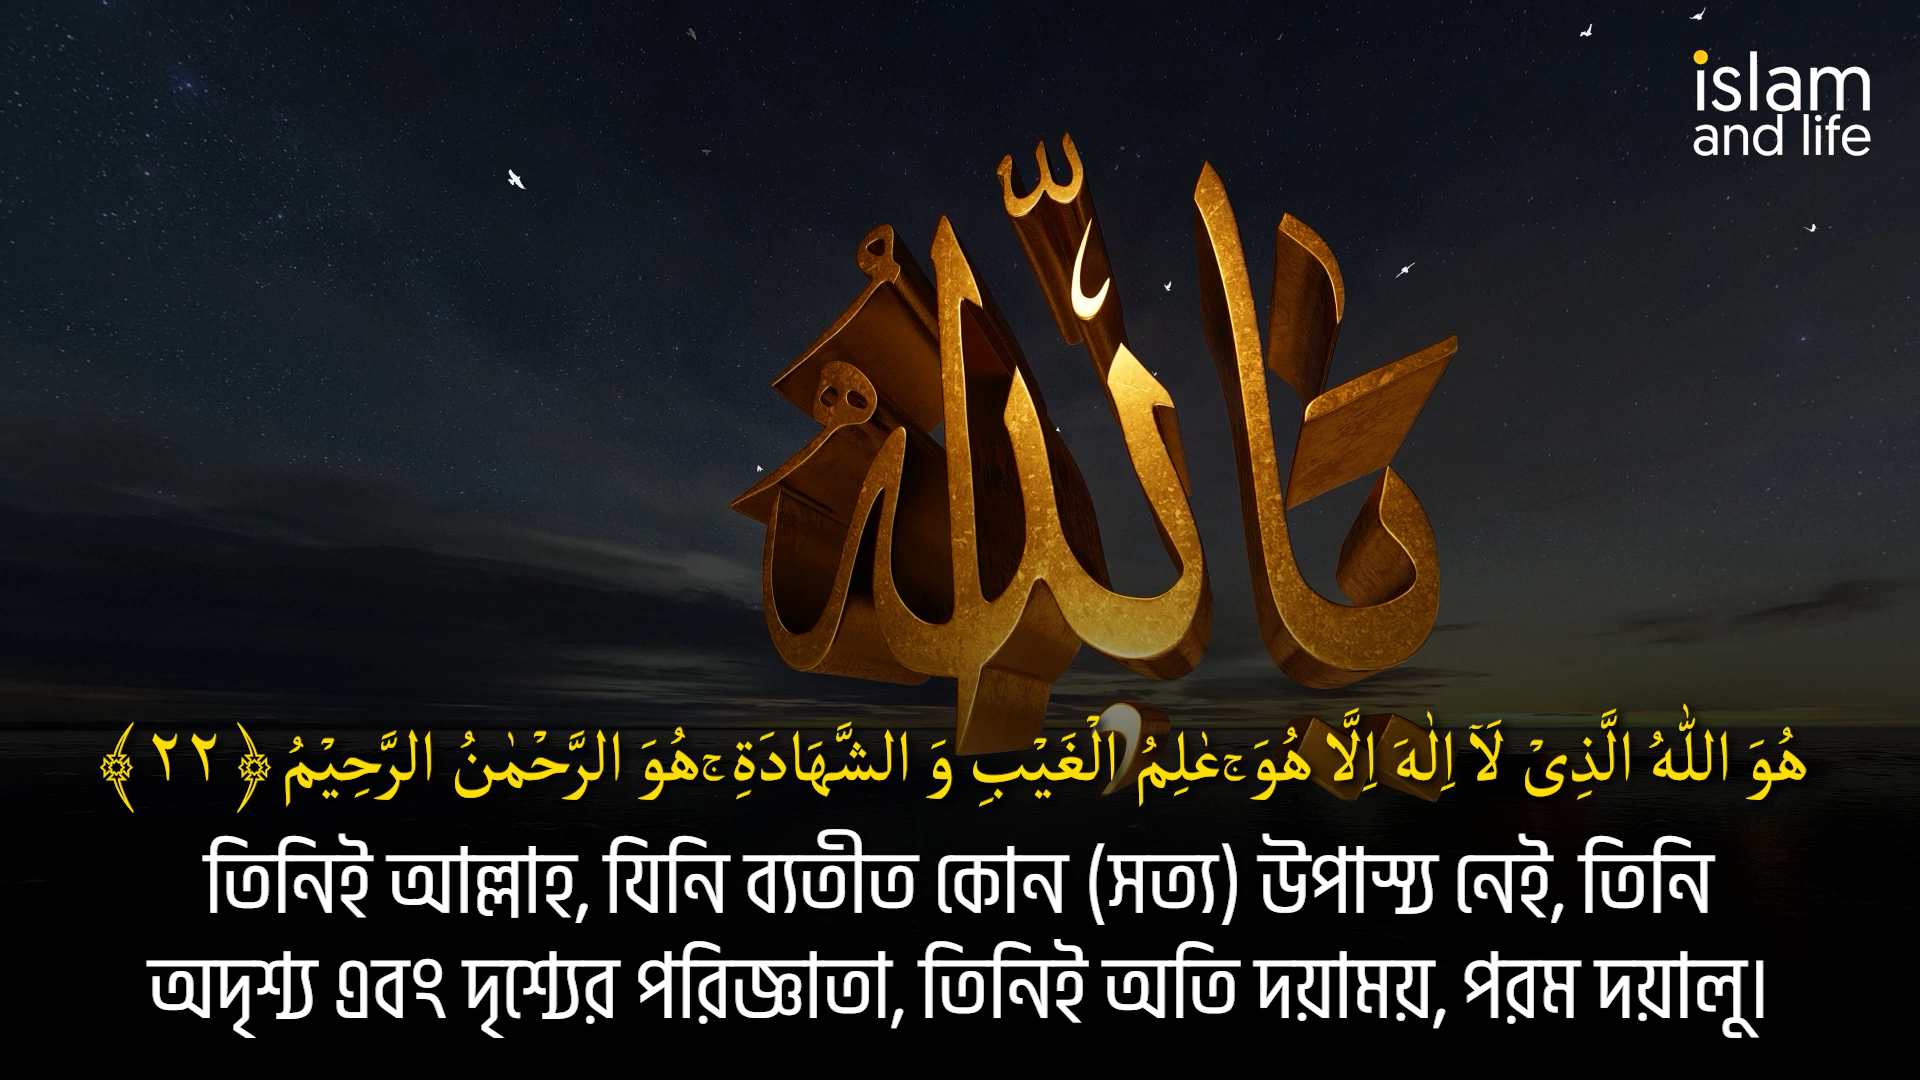 islam
and life
يَا اللّٰهُ
هُوَ اللّٰهُ الَّذِىْ لَآ اِلٰهَ اِلَّا هُوَ ۚ عٰلِمُ الْغَيْبِ وَ الشَّهَادَةِ ۚ هُوَ الرَّحْمٰنُ الرَّحِيْمُ ﴿٢٢﴾
তিনিই আল্লাহ, যিনি ব্যতীত কোন (সত্য) উপাস্য নেই, তিনি
অদৃশ্য এবং দৃশ্যের পরিজ্ঞাতা, তিনিই অতি দয়াময়, পরম দয়ালু।